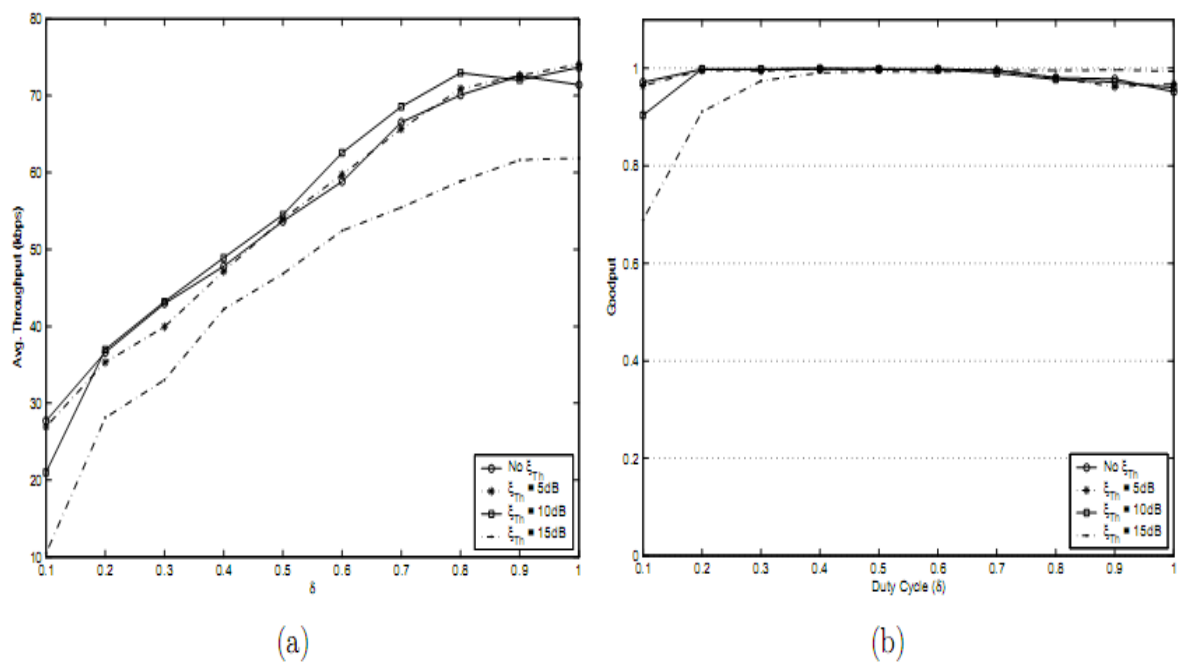 80
70
60
50
40
30
20
10
Avg. Throughput (kbps)
0.1 0.2 0.3 0.4 0.5 0.6 0.7 0.8 0.9 1
δ
No ξTh
ξTh = 5dB
ξTh = 10dB
ξTh = 15dB
(a)
1
0.8
0.6
0.4
0.2
0
Goodput
0.1 0.2 0.3 0.4 0.5 0.6 0.7 0.8 0.9 1
Duty Cycle (δ)
No ξTh
ξTh = 5dB
ξTh = 10dB
ξTh = 15dB
(b)